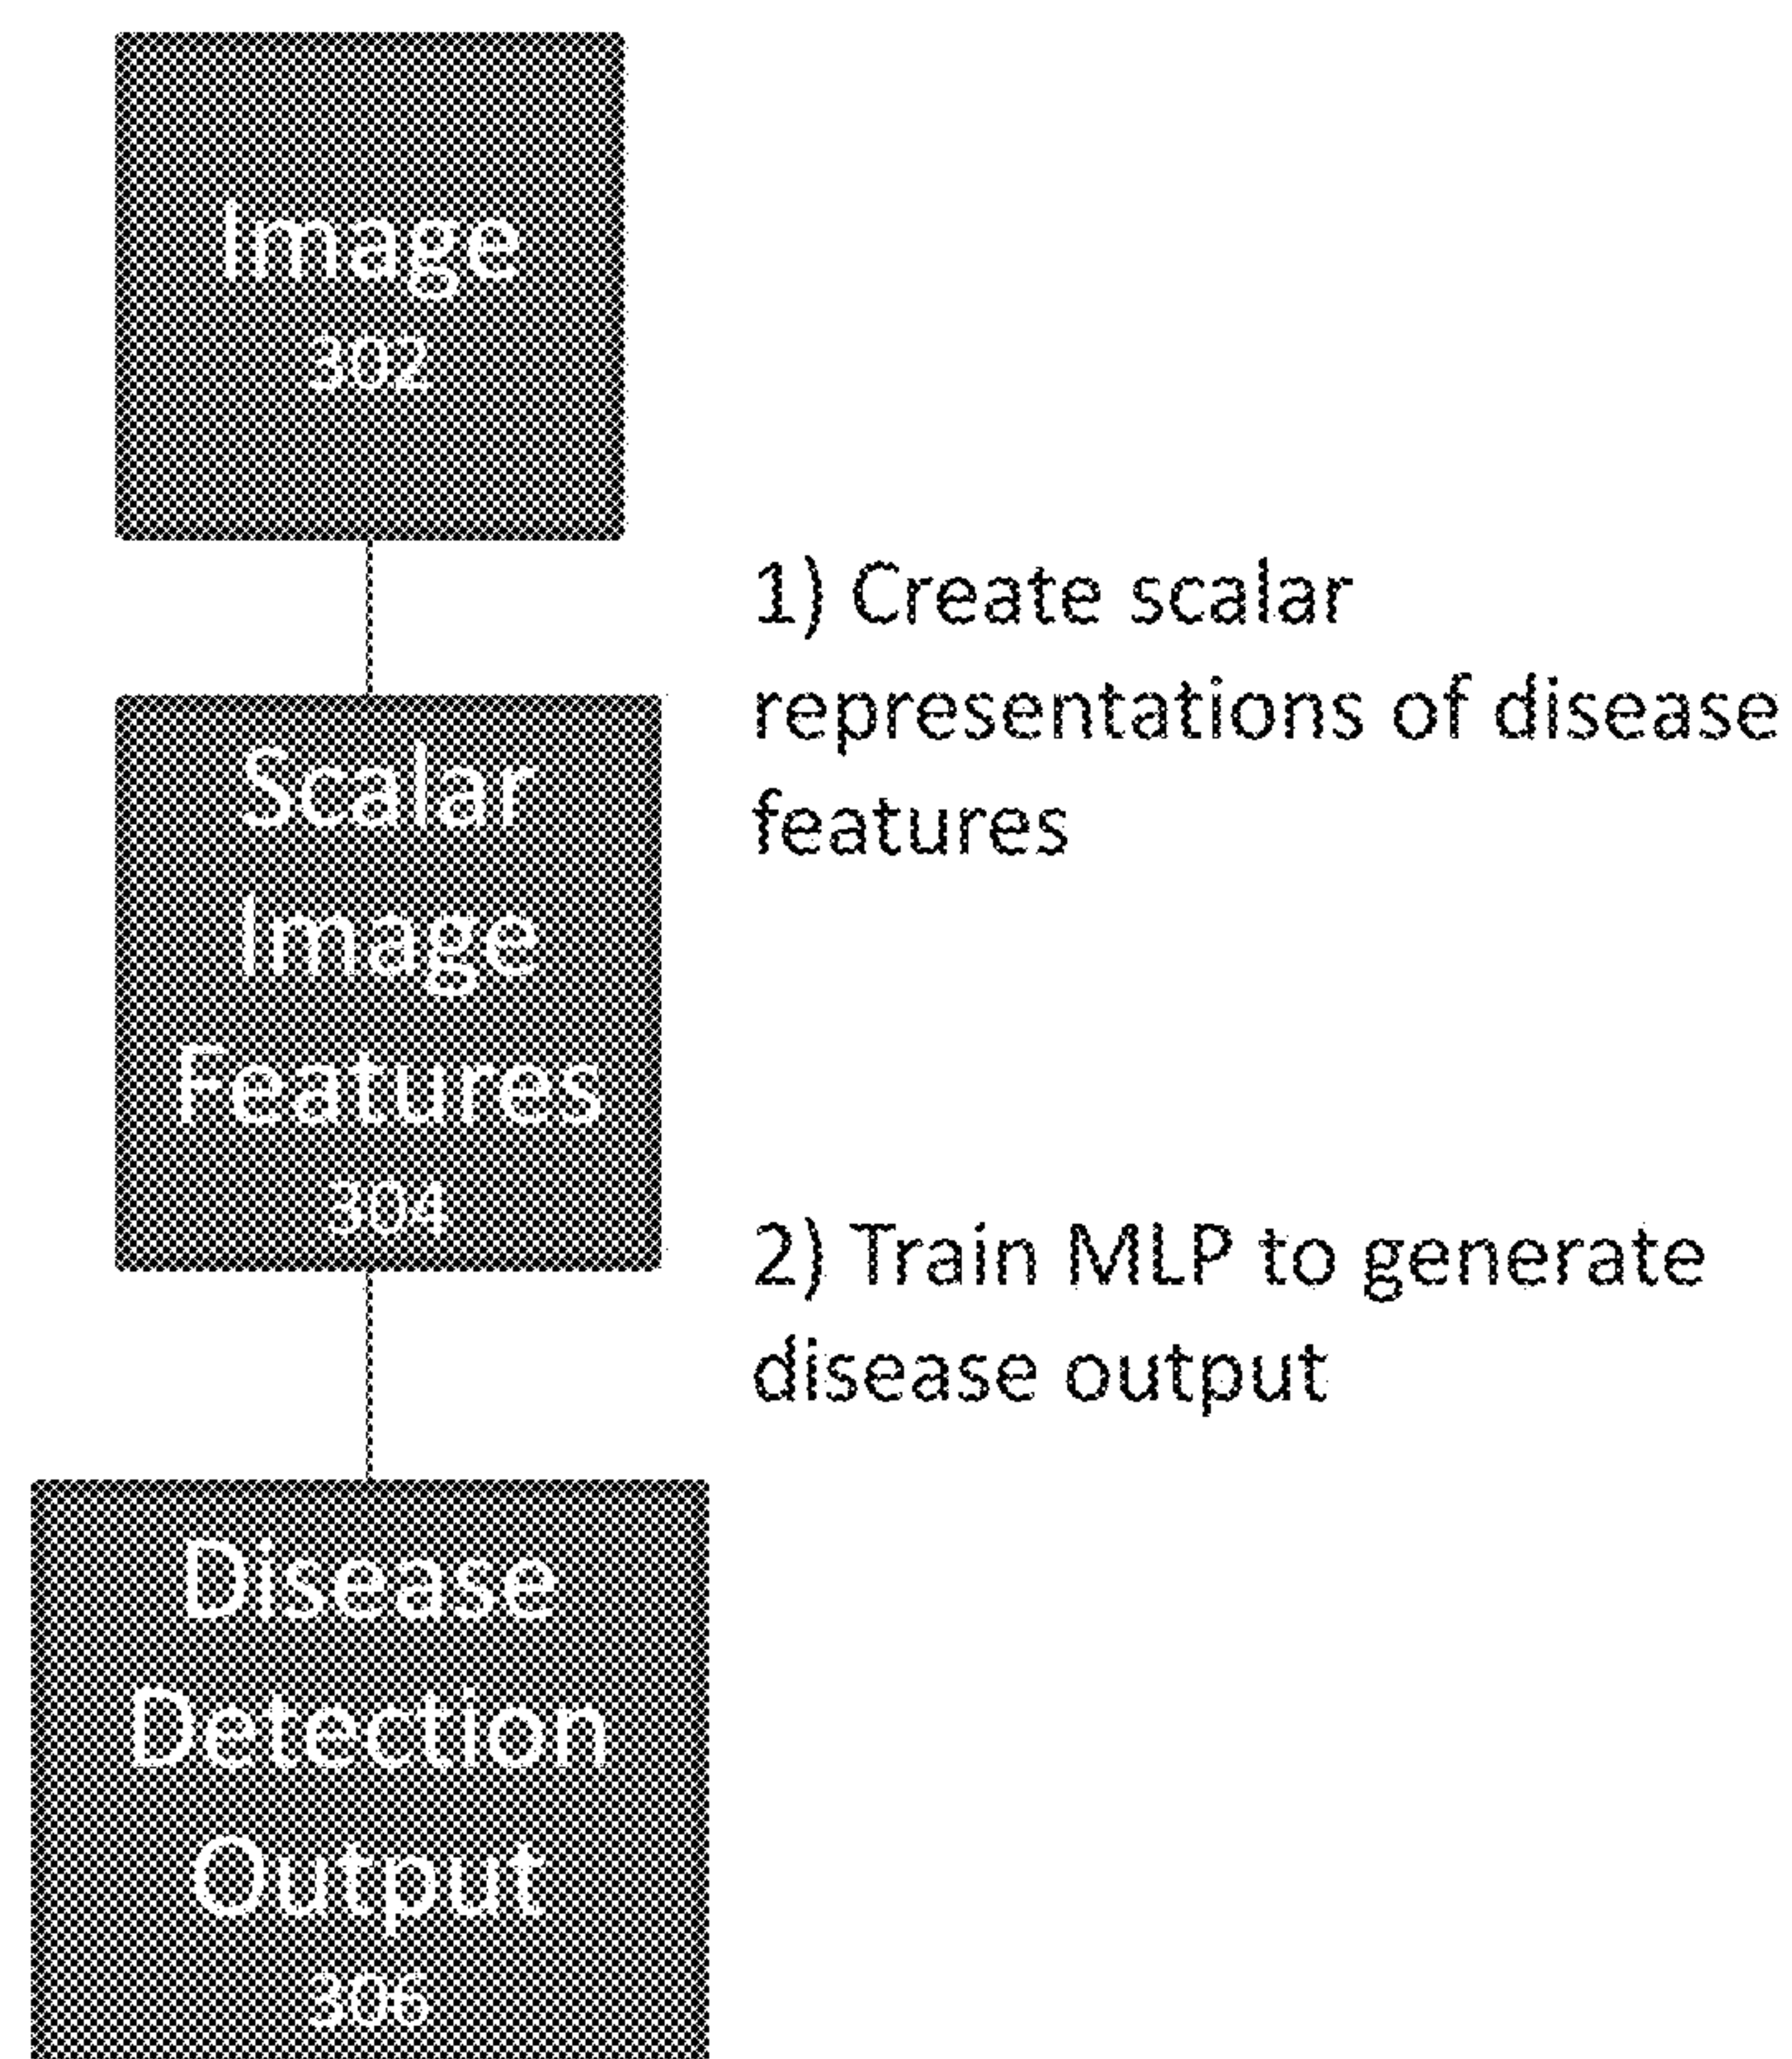 Image
302
1) Create scalar
representations of disease
features
Scalar
Image
Features
304
2) Train MLP to generate
disease output
Disease
Detection
Output
306